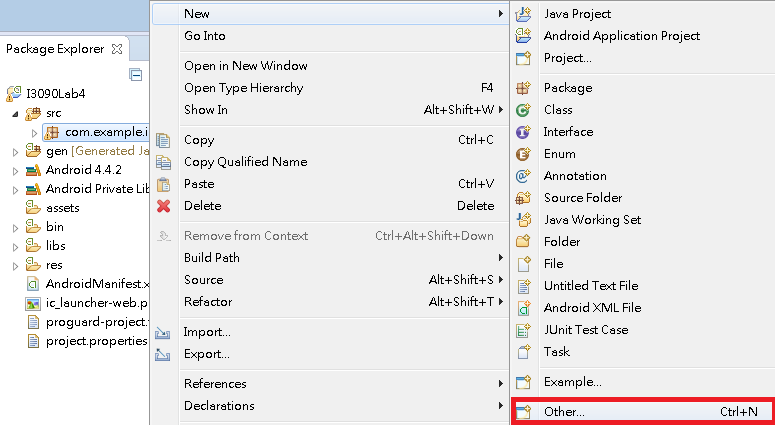 Package Explorer
I3090Lab4
src
com.example.i
gen [Generated Ja
Android 4.4.2
Android Private Lib
assets
bin
libs
res
AndroidManifest.x
ic_launcher-web.p
proguard-project.
project.properties
New
Go Into
Open in New Window
Open Type Hierarchy F4
Show In Alt+Shift+W
Copy Ctrl+C
Copy Qualified Name
Paste Ctrl+V
Delete Delete
Remove from Context Ctrl+Alt+Shift+Down
Build Path
Source Alt+Shift+S
Refactor Alt+Shift+T
Import...
Export...
References
Declarations
Java Project
Android Application Project
Project...
Package
Class
Interface
Enum
Annotation
Source Folder
Java Working Set
Folder
File
Untitled Text File
Android XML File
JUnit Test Case
Task
Example...
Other... Ctrl+N